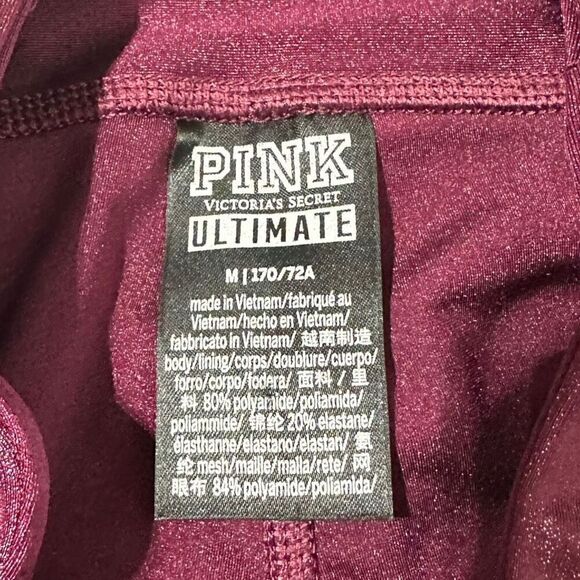 PINK
VICTORIA'S SECRET
ULTIMATE
M | 170/72A
made in Vietnam/fabriqué au
Vietnam/hecho en Vietnam/
fabbricato in Vietnam/ 越南制造
body/lining/corps/doublure/cuerpo/
forro/corpo/fodera/ 面料 / 里
料 80% polyamide/poliamida/
poliammide/ 锦纶 20% elastane/
élasthanne/elastano/elastan/ 氨
纶 mesh/maille/malla/rete/ 网
眼布 84% polyamide/poliamida/